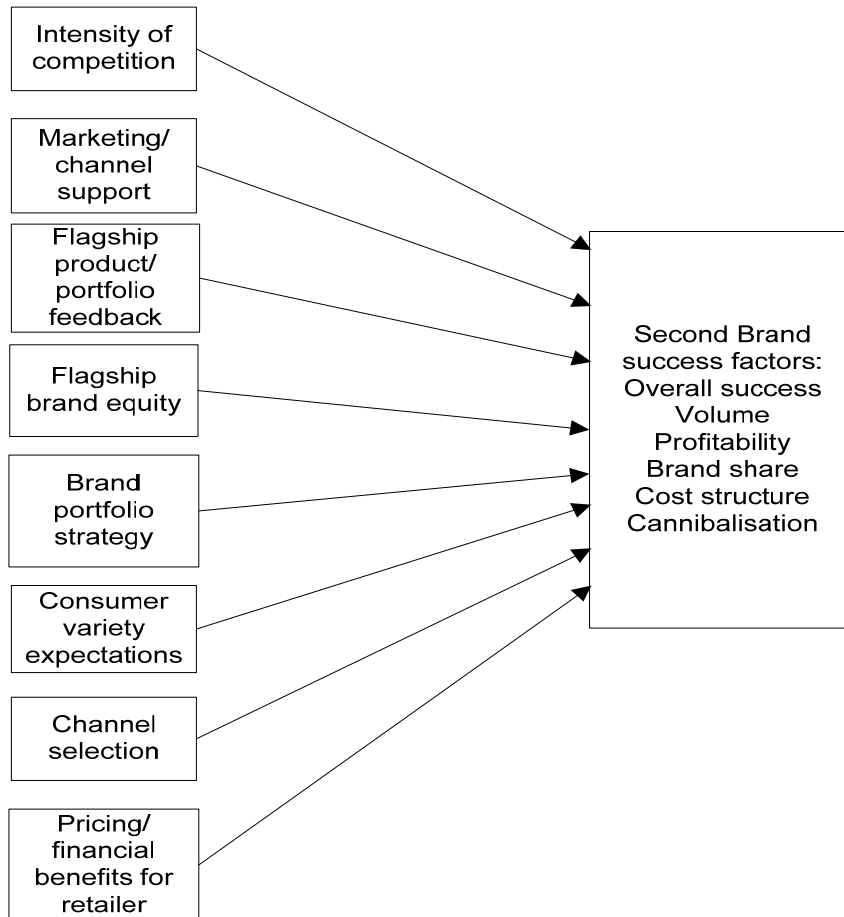 Intensity of
competition
Marketing/
channel
support
Flagship
product/
portfolio
feedback
Flagship
brand equity
Brand
portfolio
strategy
Consumer
variety
expectations
Channel
selection
Pricing/
financial
benefits for
retailer
Second Brand
success factors:
Overall success
Volume
Profitability
Brand share
Cost structure
Cannibalisation